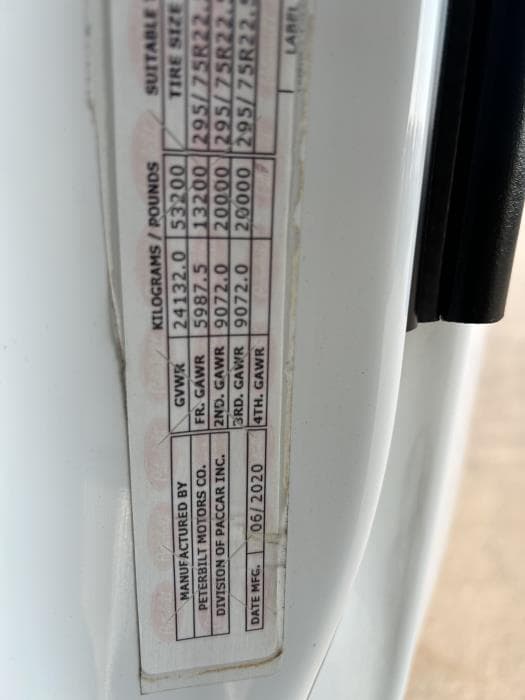 KILOGRAMS / POUNDS SUITABLE
MANUFACTURED BY GVWR 24132.0 53200 TIRE SIZE
PETERBILT MOTORS CO. FR. GAWR 5987.5 13200 295/75R22.
DIVISION OF PACCAR INC. 2ND. GAWR 9072.0 20000 295/75R22.
3RD. GAWR 9072.0 20000 295/75R22.
DATE MFG. 06/2020 4TH. GAWR
LABEL